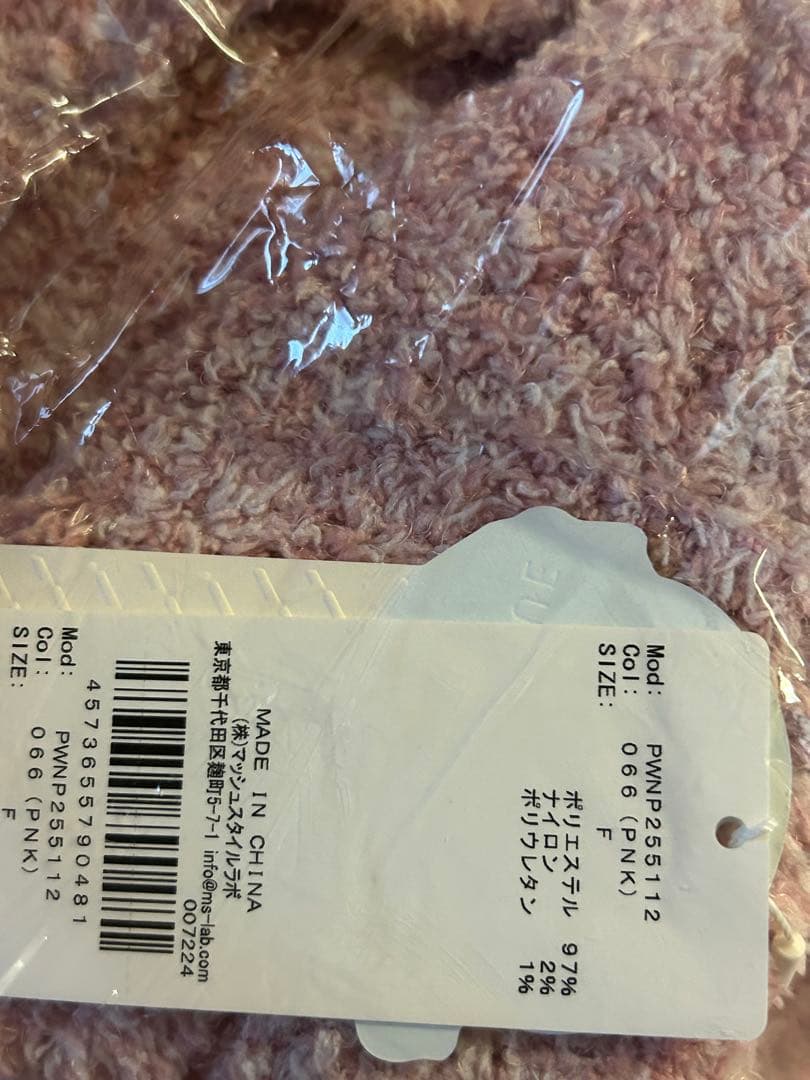 Mod: PWNP255112
Col: 066 (PNK)
SIZE: F
ポリエステル 97%
ナイロン 2%
ポリウレタン 1%
MADE IN CHINA
(株)マッシュスタイルラボ
東京都千代田区麹町5-7-1 info@ms-lab.com
007224
4573655790481
Mod: PWNP255112
Col: 066 (PNK)
SIZE: F